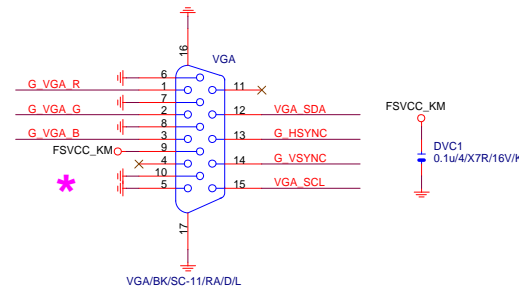 16
VGA
6
G_VGA_R
1
11
7
G_VGA_G
2
12
VGA_SDA
8
G_VGA_B
3
13
G_HSYNC
FSVCC_KM
9
4
14
G_VSYNC
10
5
15
VGA_SCL
*
17
VGA/BK/SC-11/RA/D/L
FSVCC_KM
DVC1
0.1u/4/X7R/16V/K